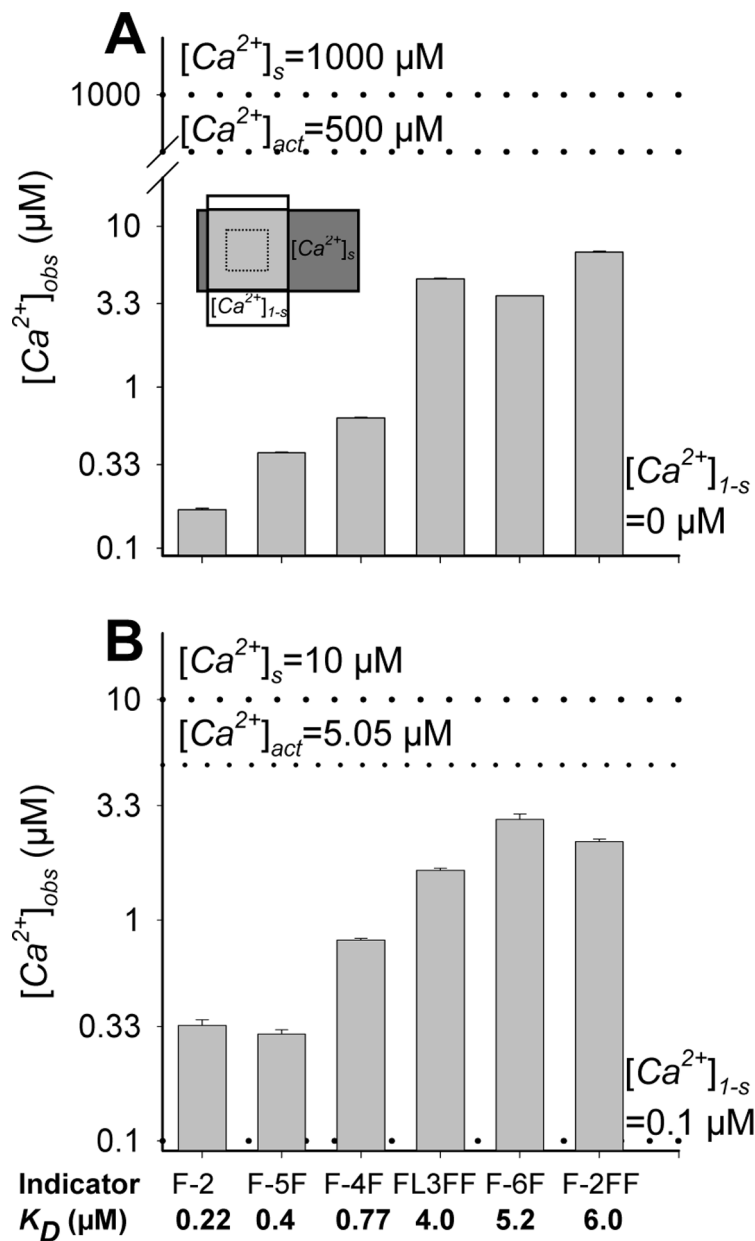 A
[Ca2+]s=1000 µM
1000
[Ca2+]act=500 µM
10
[Ca2+]s
3.3
[Ca2+]1-s
1
0.33
0.1
[Ca2+]obs (µM)
[Ca2+]1-s
=0 µM
B
[Ca2+]s=10 µM
10
[Ca2+]act=5.05 µM
3.3
1
0.33
0.1
[Ca2+]obs (µM)
[Ca2+]1-s
=0.1 µM
Indicator F-2 F-5F F-4F FL3FF F-6F F-2FF
KD (µM) 0.22 0.4 0.77 4.0 5.2 6.0